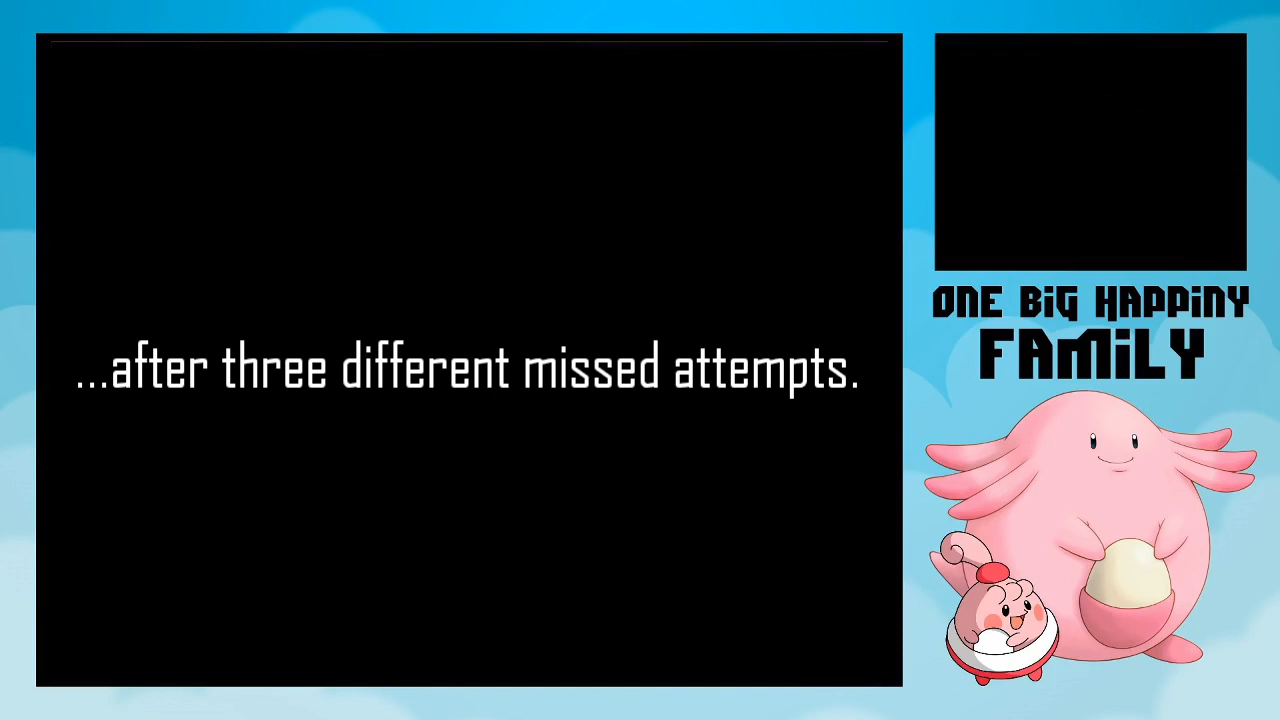 ...after three different missed attempts.
ONE BiG HAPPiNY
FAMiLY